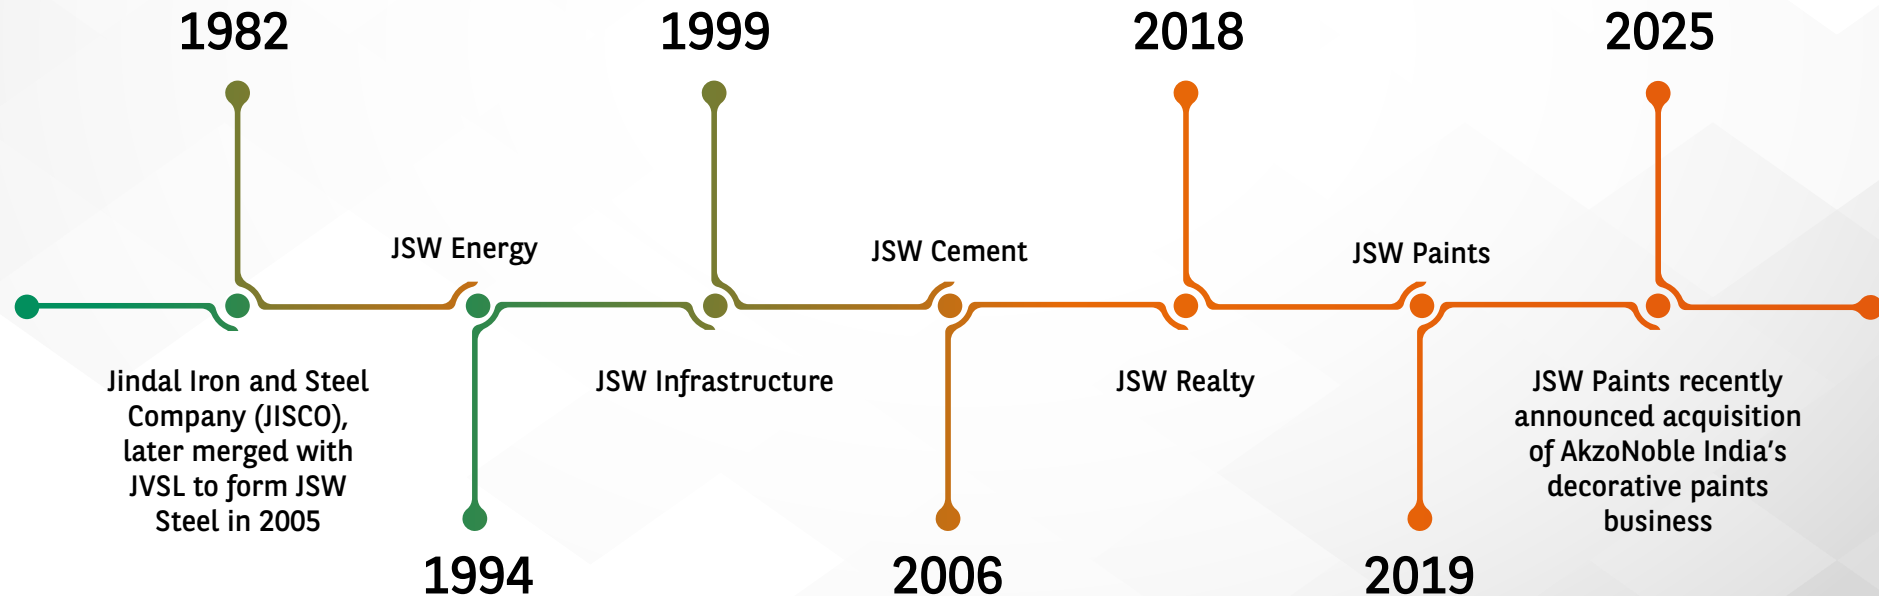 1982
1999
2018
2025
JSW Energy
JSW Cement
JSW Paints
Jindal Iron and Steel
Company (JISCO),
later merged with
JVSL to form JSW
Steel in 2005
JSW Infrastructure
JSW Realty
JSW Paints recently
announced acquisition
of AkzoNoble India's
decorative paints
business
1994
2006
2019